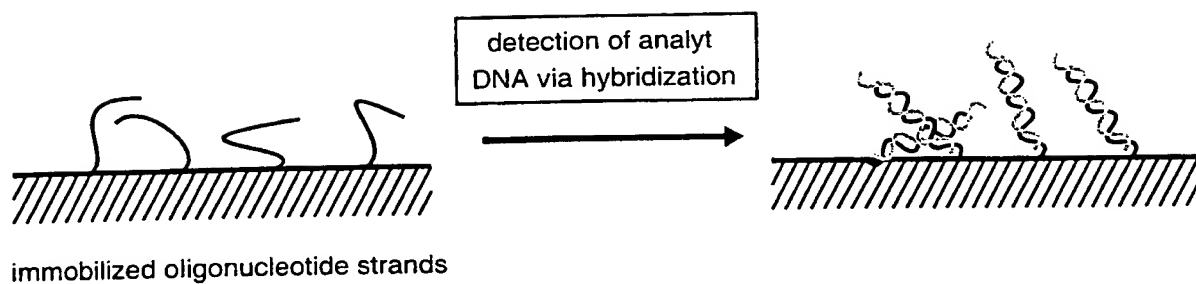 detection of analyt
DNA via hybridization
immobilized oligonucleotide strands